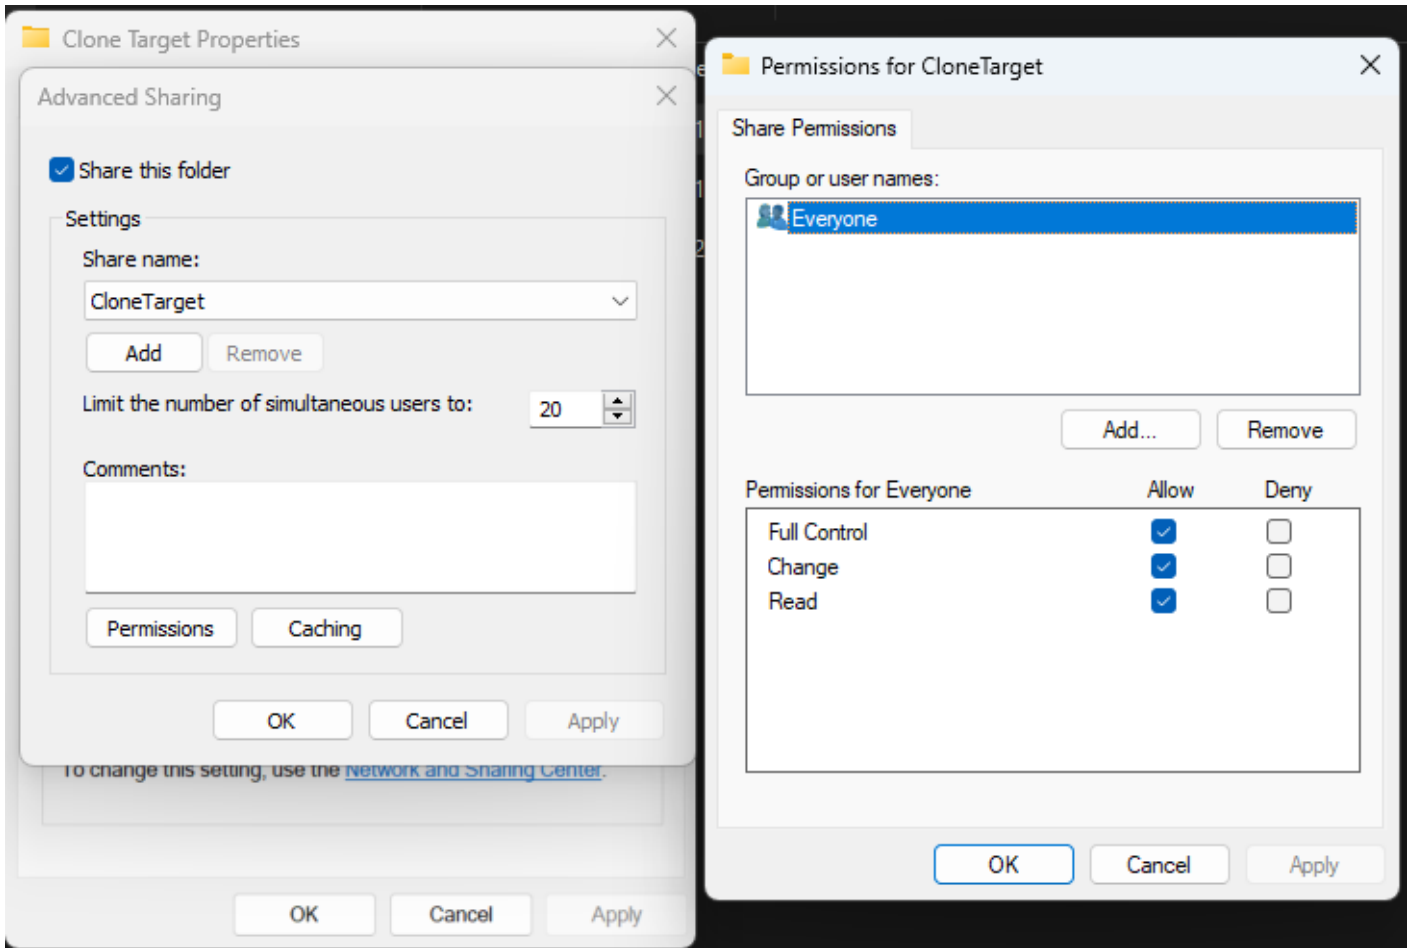 Clone Target Properties
Advanced Sharing
Share this folder
Settings
Share name:
CloneTarget
Add Remove
Limit the number of simultaneous users to: 20
Comments:
Permissions Caching
OK Cancel Apply
To change this setting, use the Network and Sharing Center.
OK Cancel Apply
Permissions for CloneTarget
Share Permissions
Group or user names:
Everyone
Add... Remove
Permissions for Everyone Allow Deny
Full Control
Change
Read
OK Cancel Apply